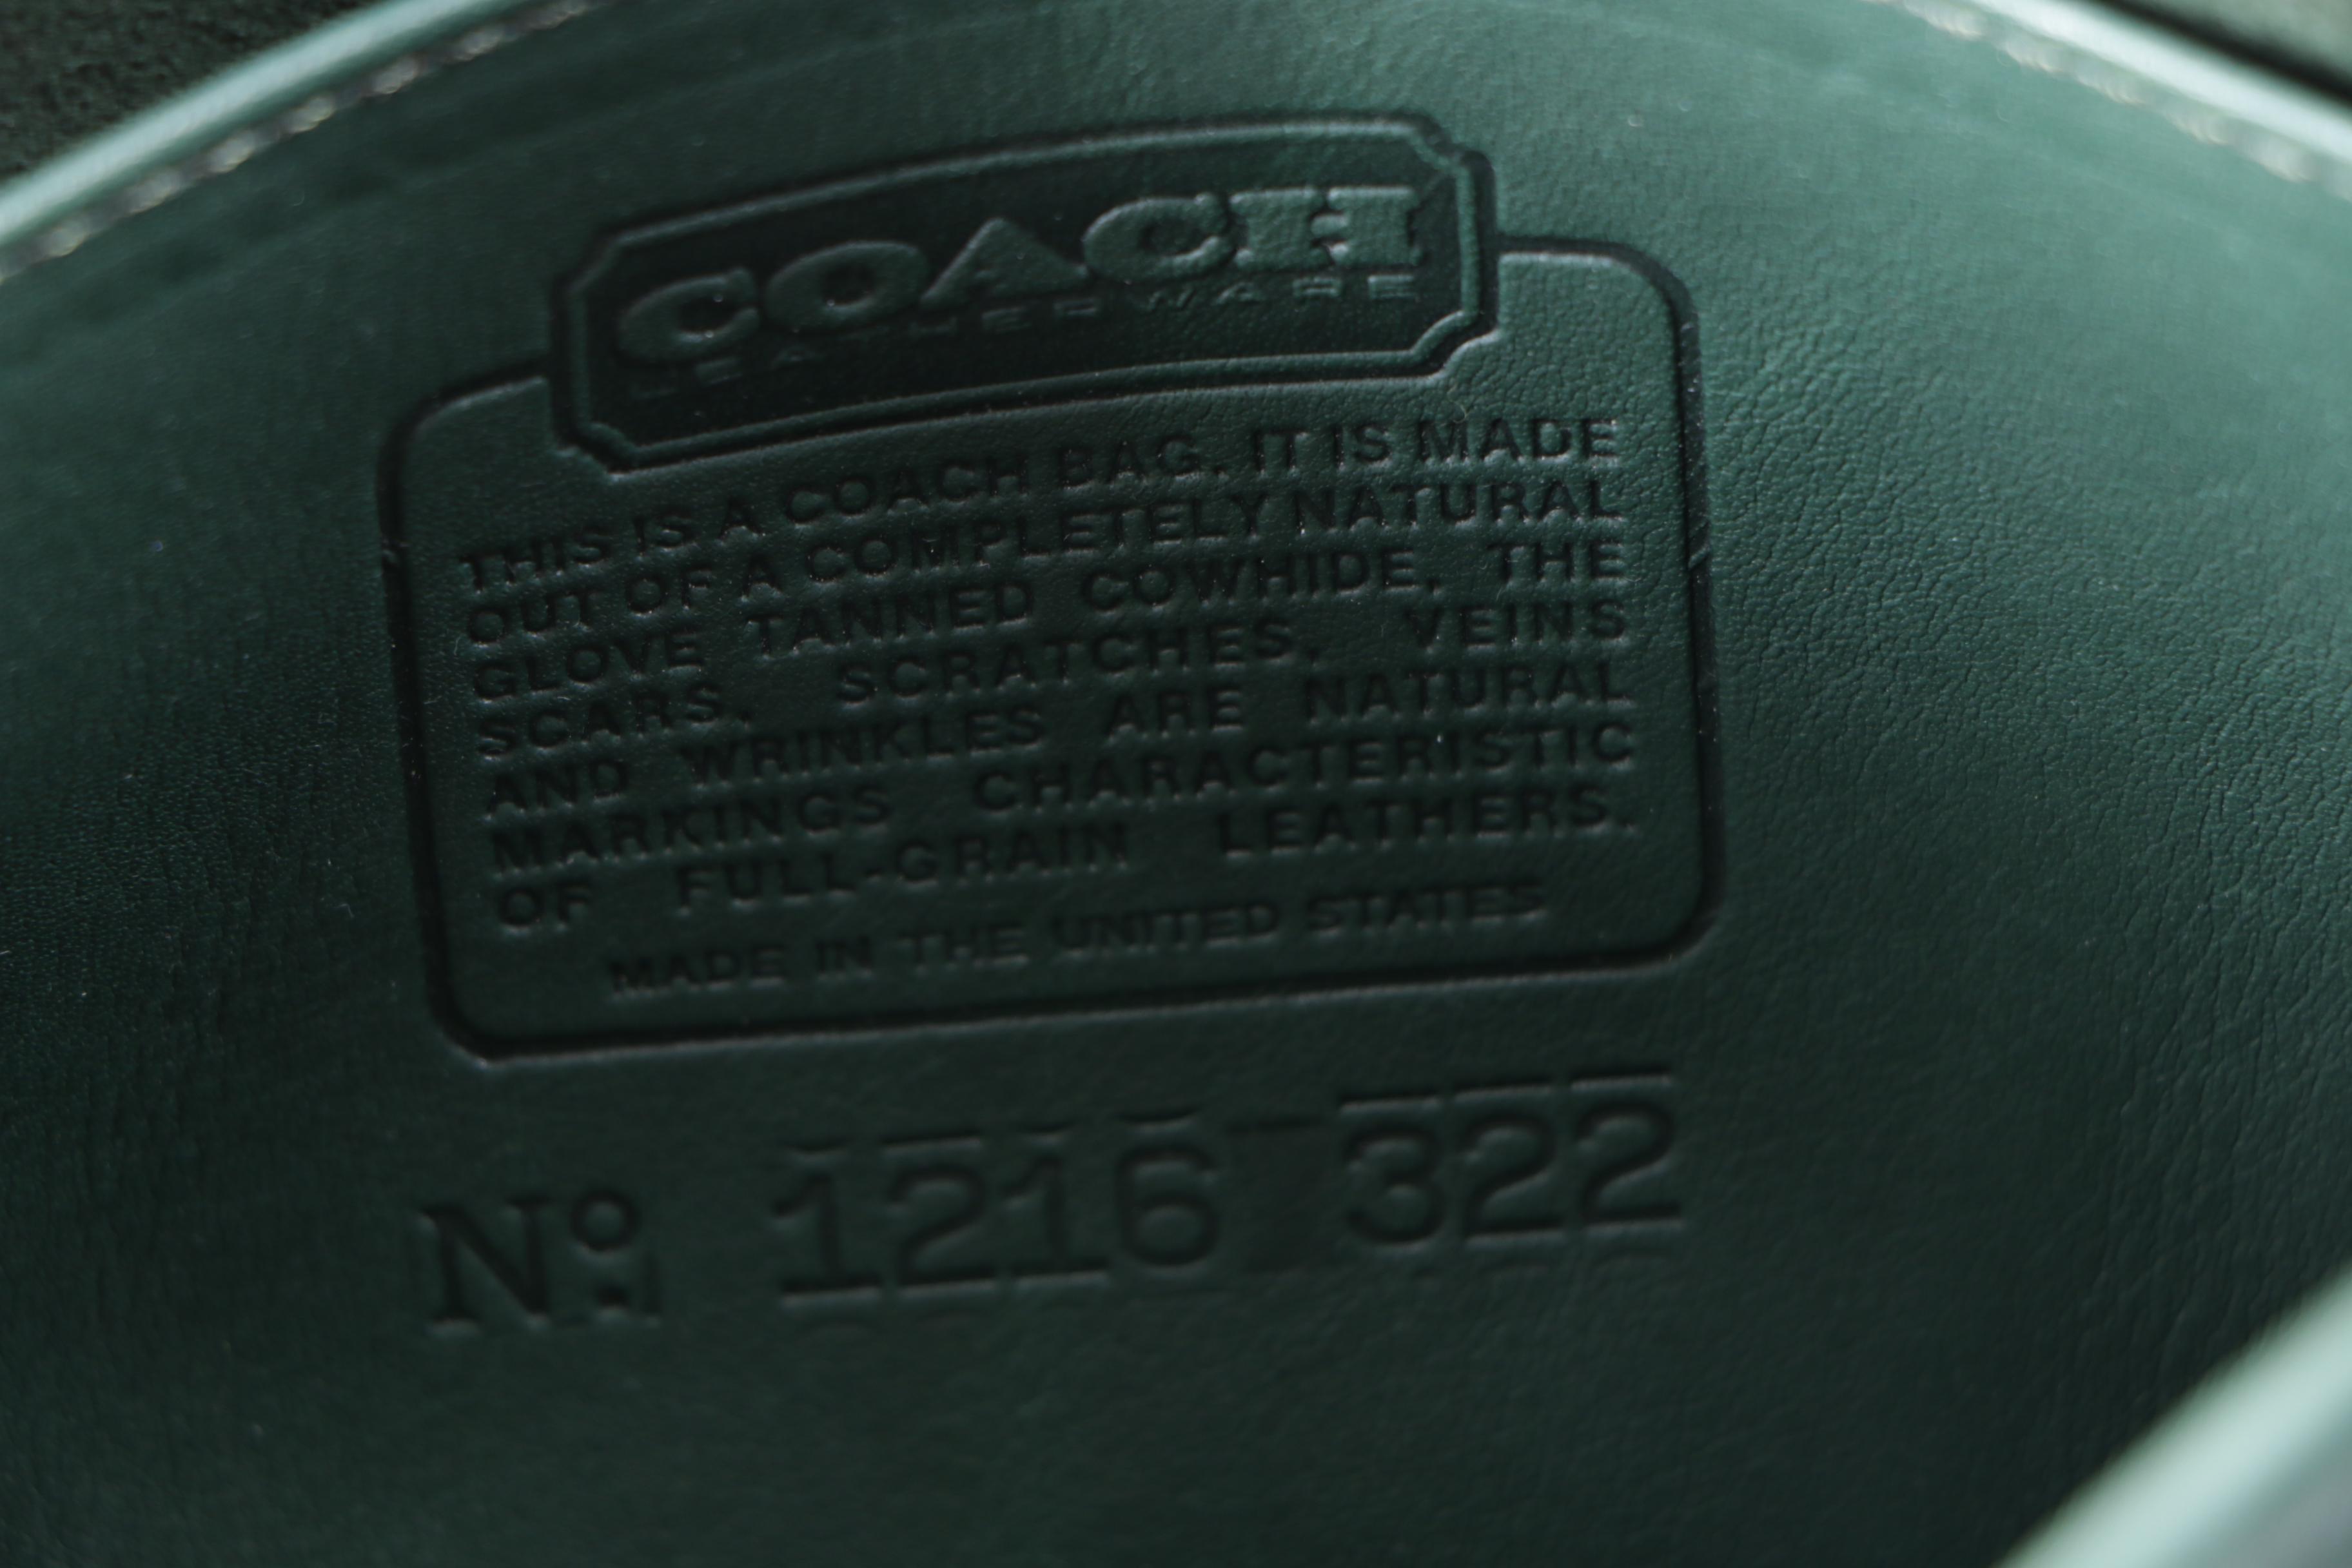 COACH
LEATHERWARE
THIS IS A COACH BAG. IT IS MADE
OUT OF A COMPLETELY NATURAL
GLOVE TANNED COWHIDE. THE
SCARS, SCRATCHES, VEINS
AND WRINKLES ARE NATURAL
MARKINGS CHARACTERISTIC
OF FULL-GRAIN LEATHERS.
MADE IN THE UNITED STATES
Nº. 1216 322